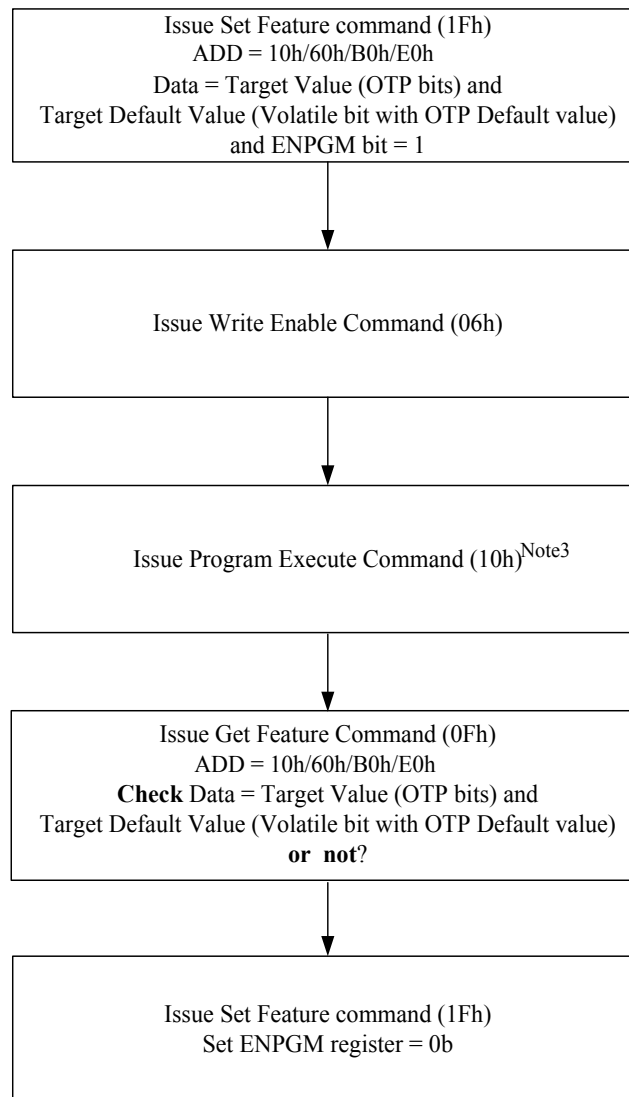 Issue Set Feature command (1Fh)
ADD = 10h/60h/B0h/E0h
Data = Target Value (OTP bits) and
Target Default Value (Volatile bit with OTP Default value)
and ENPGM bit = 1
Issue Write Enable Command (06h)
Issue Program Execute Command (10h)Note3
Issue Get Feature Command (0Fh)
ADD = 10h/60h/B0h/E0h
Check Data = Target Value (OTP bits) and
Target Default Value (Volatile bit with OTP Default value)
or not?
Issue Set Feature command (1Fh)
Set ENPGM register = 0b